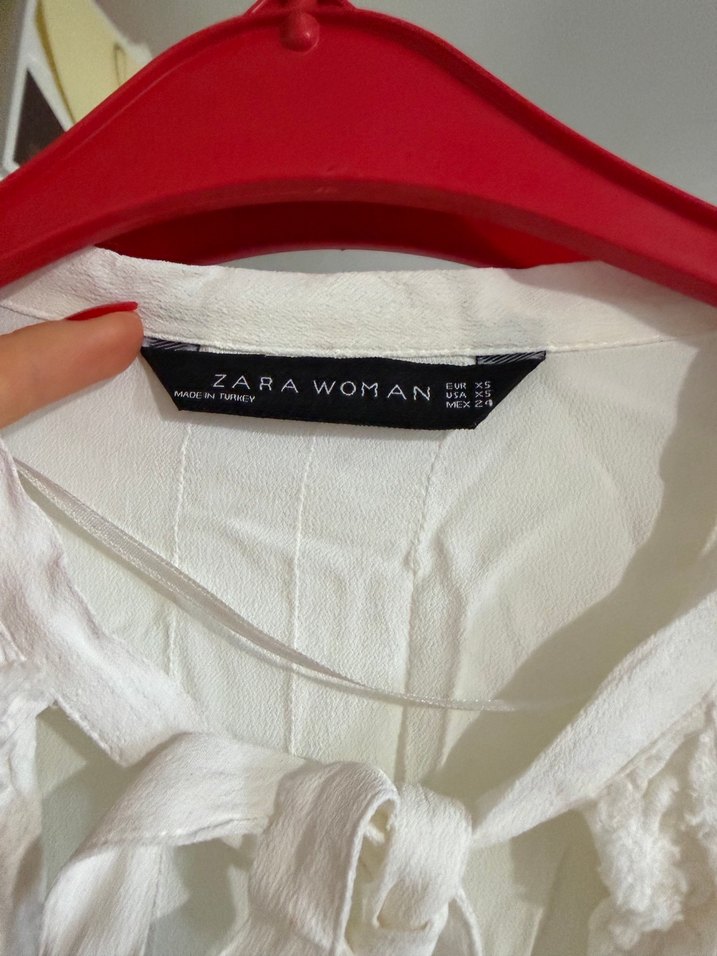 ZARA WOMAN
MADE IN TURKEY
EUR XS
USA XS
MEX 24